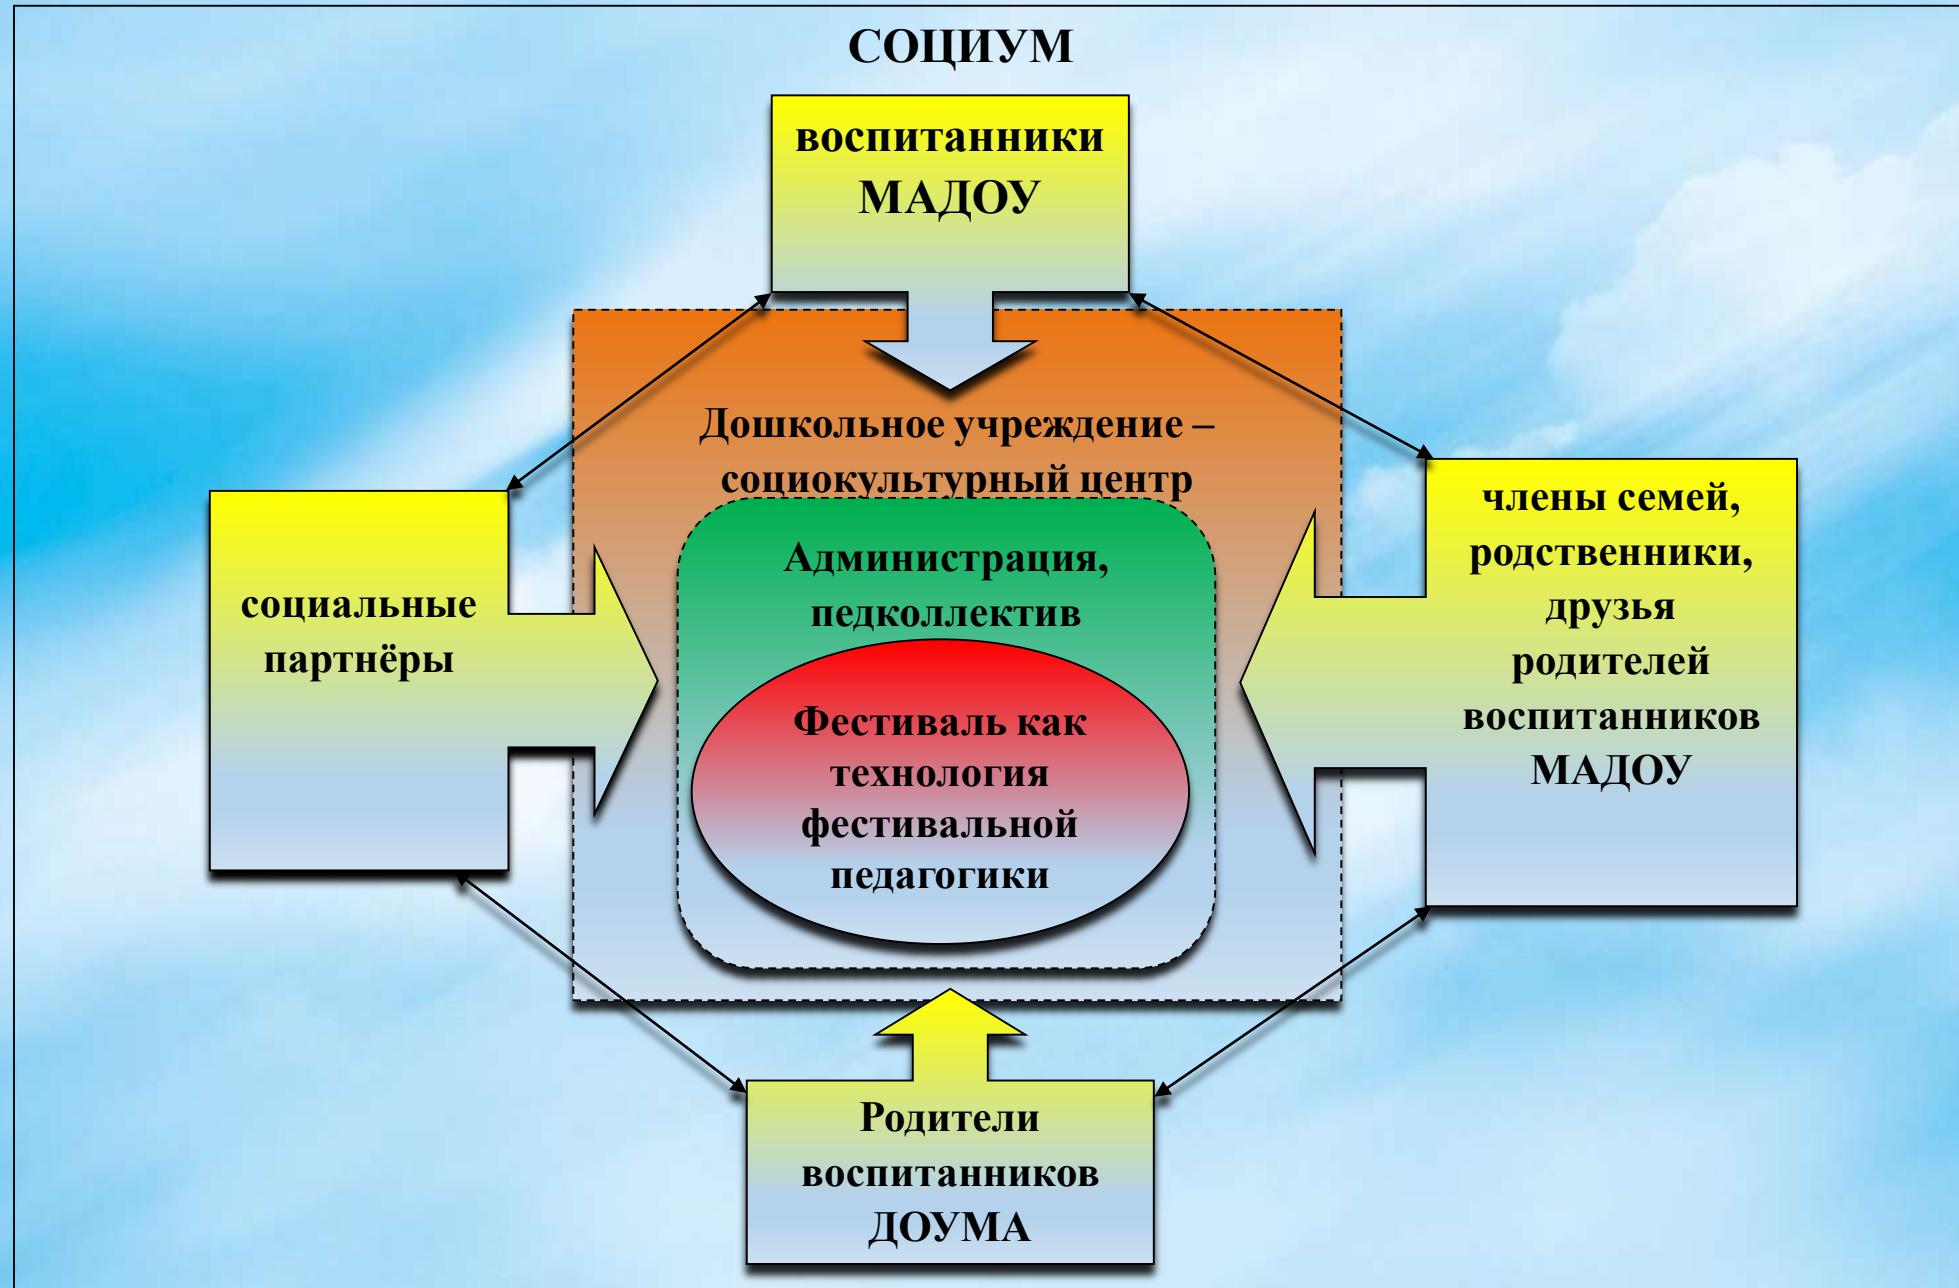 СОЦИУМ
воспитанники
МАДОУ
Дошкольное учреждение –
социокультурный центр
Администрация,
педколлектив
Фестиваль как
технология
фестивальной
педагогики
социальные
партнёры
члены семей,
родственники,
друзья
родителей
воспитанников
МАДОУ
Родители
воспитанников
ДОУМА